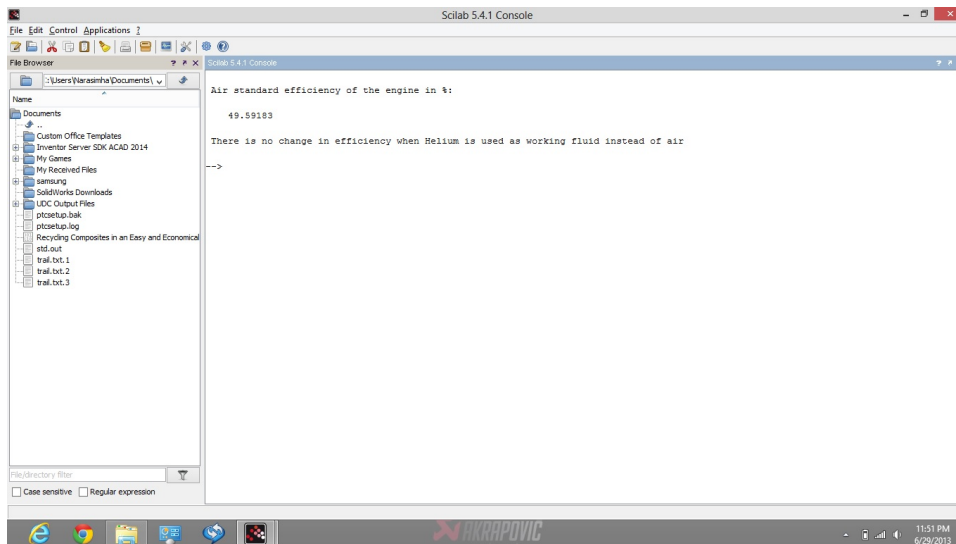 Scilab 5.4.1 Console
File Edit Control Applications ?
File Browser
Scilab 5.4.1 Console
:\Users\Narasimha\Documents\
Name
Documents
..
Custom Office Templates
Inventor Server SDK ACAD 2014
My Games
My Received Files
samsung
SolidWorks Downloads
UDC Output Files
ptcsetup.bak
ptcsetup.log
Recycling Composites in an Easy and Economical
std.out
trail.txt.1
trail.txt.2
trail.txt.3
Air standard efficiency of the engine in %:
49.59183
There is no change in efficiency when Helium is used as working fluid instead of air
-->
File/directory filter
Case sensitive Regular expression
AKRAPOVIC
11:51 PM
6/29/2013